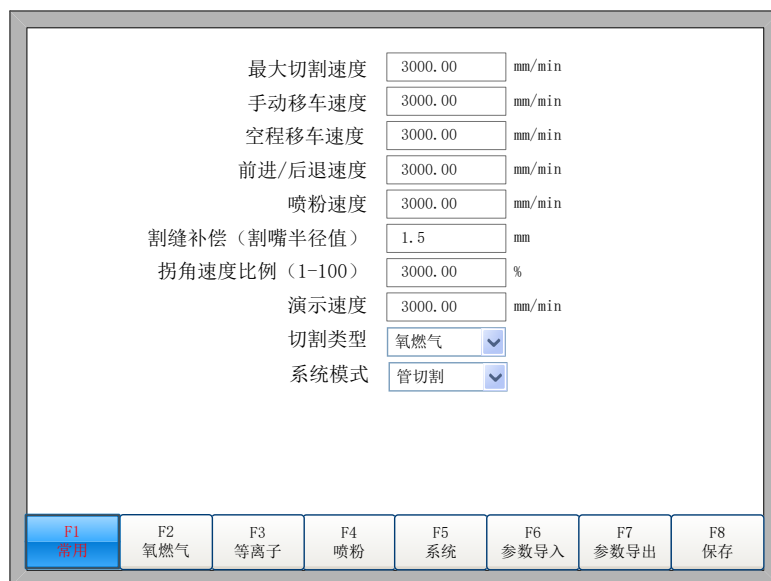 最大切割速度 3000.00 mm/min
手动移车速度 3000.00 mm/min
空程移车速度 3000.00 mm/min
前进/后退速度 3000.00 mm/min
喷粉速度 3000.00 mm/min
割缝补偿（割嘴半径值） 1.5 mm
拐角速度比例（1-100） 3000.00 %
演示速度 3000.00 mm/min
切割类型 氧燃气
系统模式 管切割
F1 F2 F3 F4 F5 F6 F7 F8
常用 氧燃气 等离子 喷粉 系统 参数导入 参数导出 保存